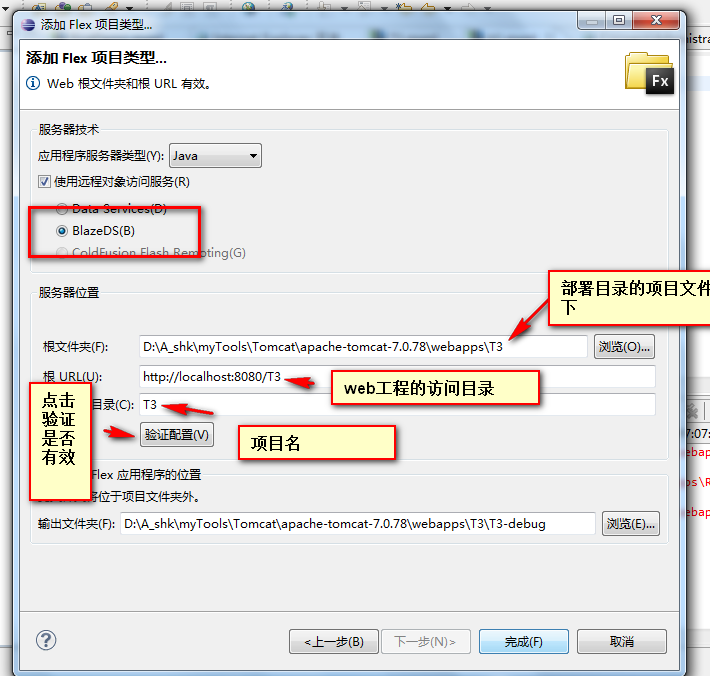 添加 Flex 项目类型...
添加 Flex 项目类型...
Web 根文件夹和根 URL 有效。
Fx
服务器技术
应用程序服务器类型(Y): Java
使用远程对象访问服务(R)
Data Services(D)
BlazeDS(B)
ColdFusion Flash Remoting(G)
服务器位置
部署目录的项目文件
下
根文件夹(F): D:\A_shk\myTools\Tomcat\apache-tomcat-7.0.78\webapps\T3 浏览(O)...
根 URL(U): http://localhost:8080/T3
web工程的访问目录
目录(C): T3
点击
验证
是否
有效
验证配置(V)
项目名
Flex 应用程序的位置
将位于项目文件夹外。
输出文件夹(F): D:\A_shk\myTools\Tomcat\apache-tomcat-7.0.78\webapps\T3\T3-debug 浏览(E)...
<上一步(B) 下一步(N)> 完成(F) 取消
istra
7:07:
ebap
ps\R
ebap